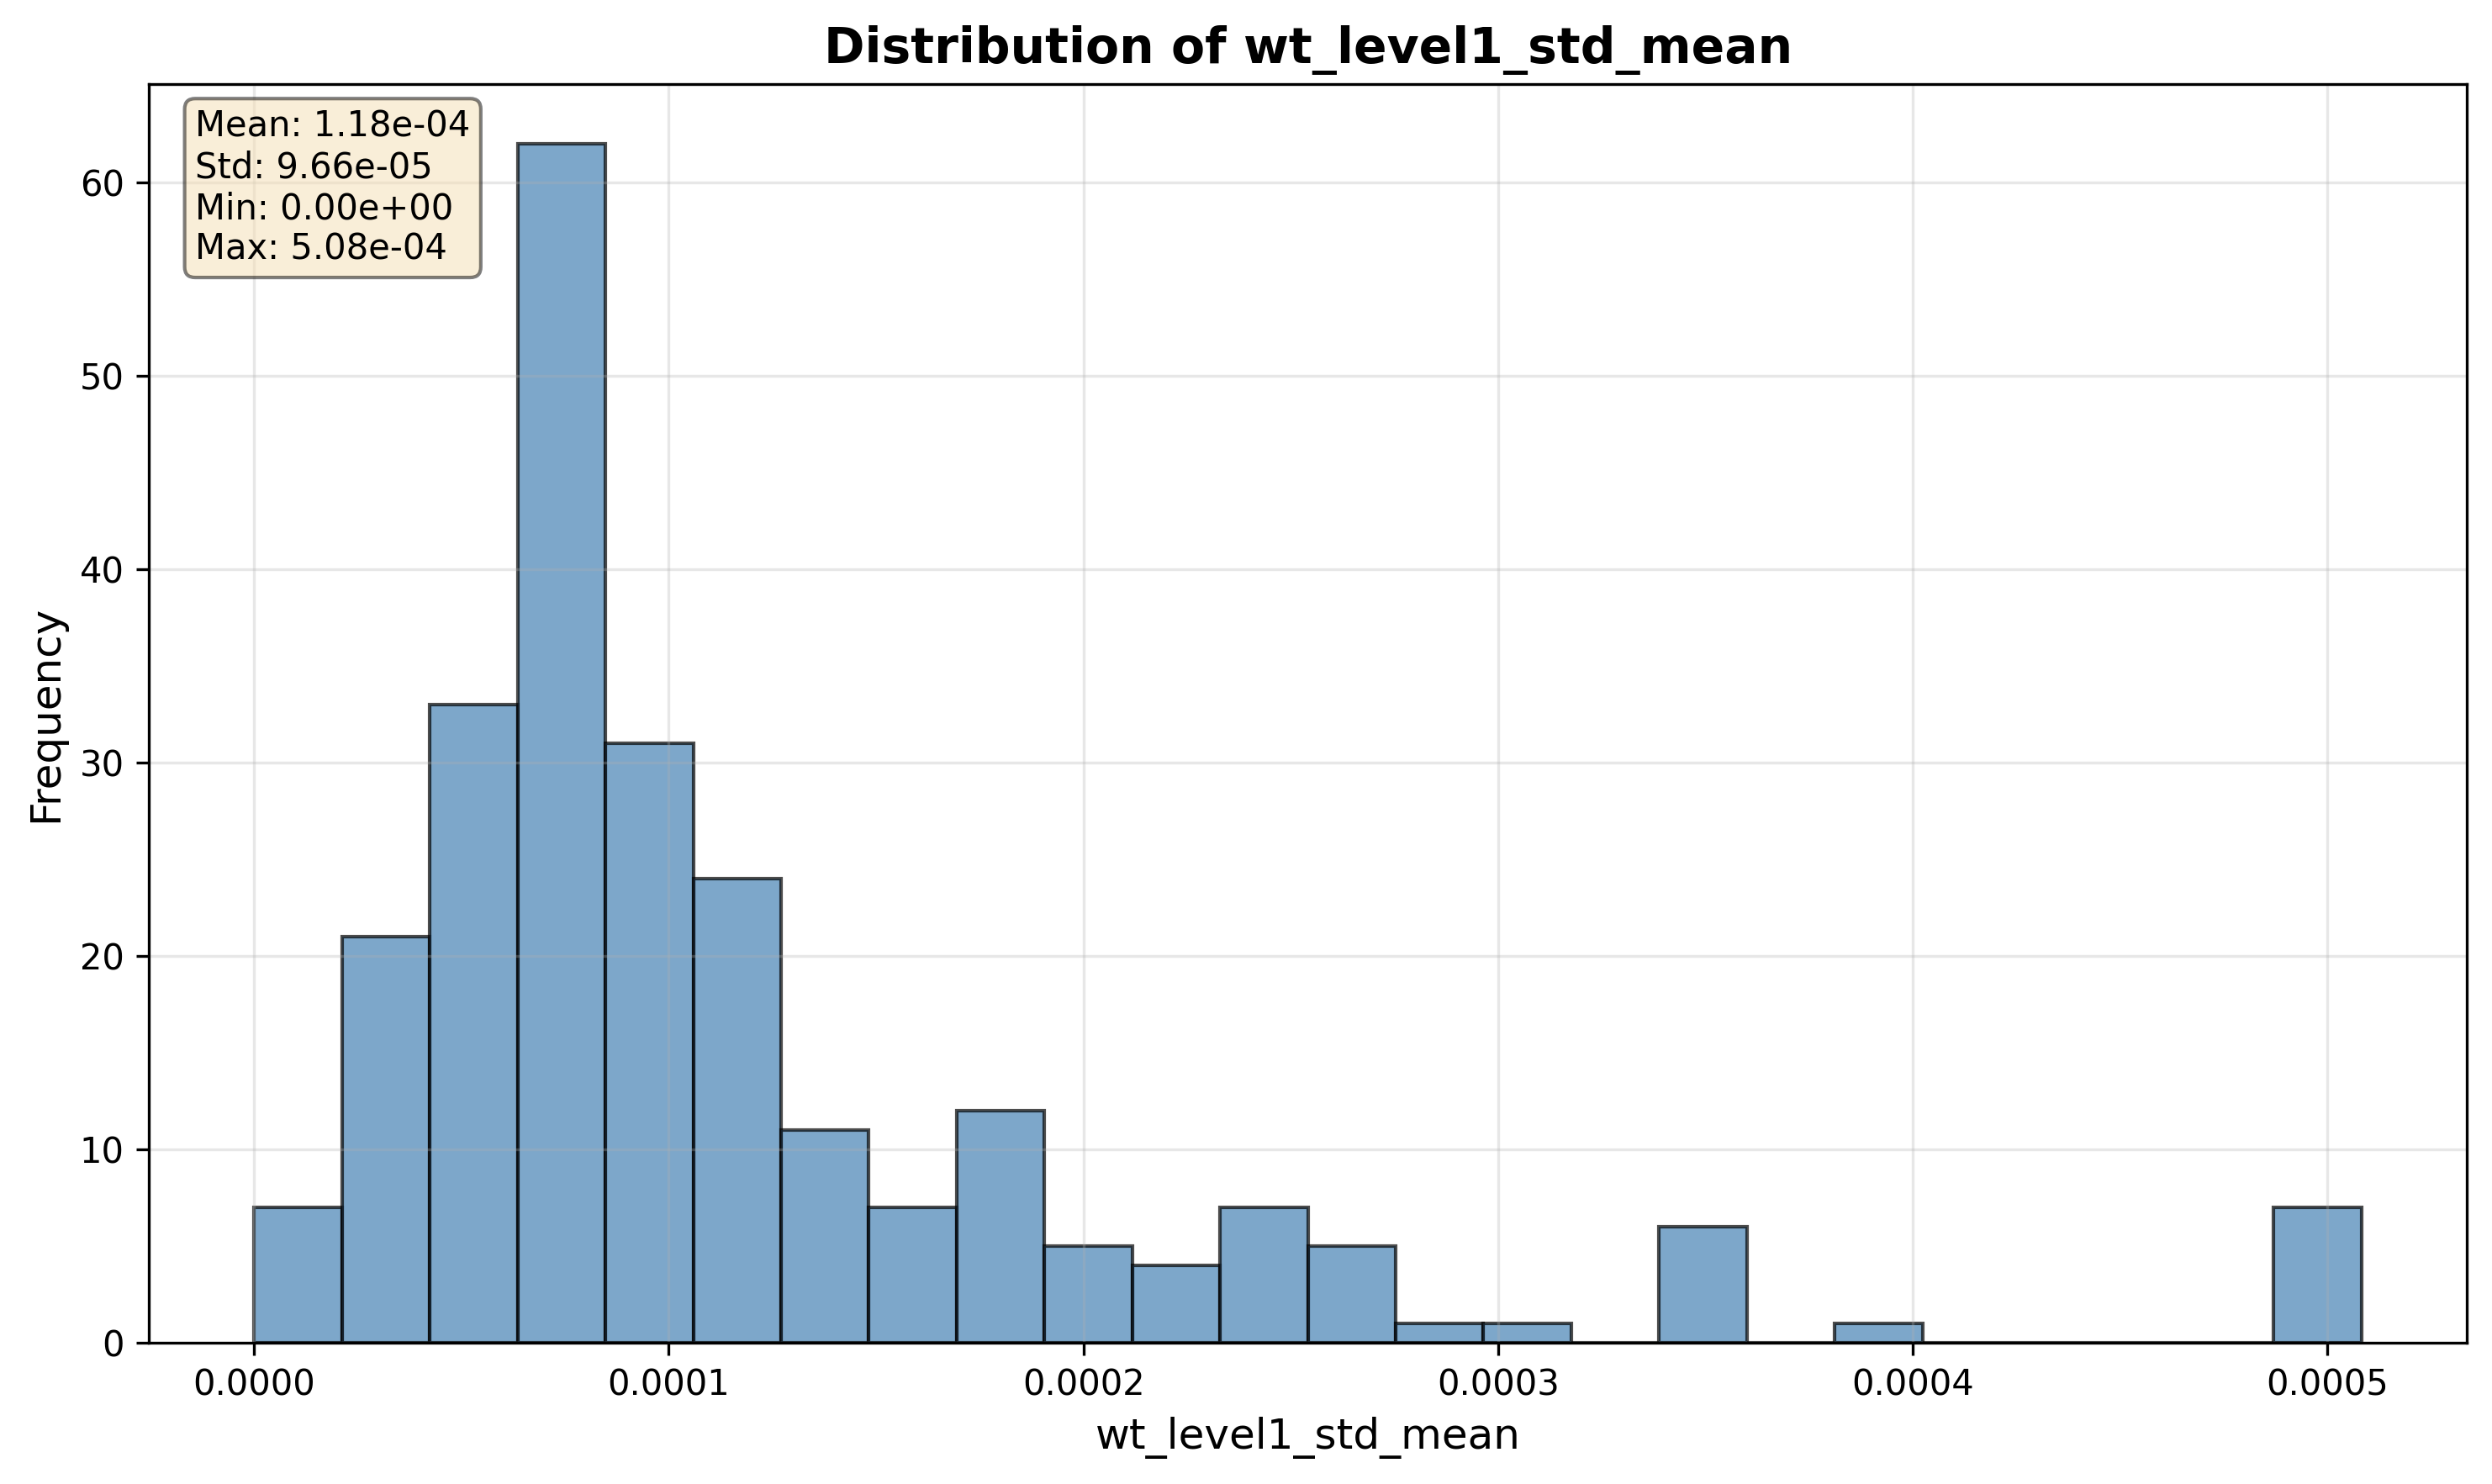 Distribution of wt_level1_std_mean
Mean: 1.18e-04
Std: 9.66e-05
Min: 0.00e+00
Max: 5.08e-04
Frequency
60
50
40
30
20
10
0
0.0000 0.0001 0.0002 0.0003 0.0004 0.0005
wt_level1_std_mean